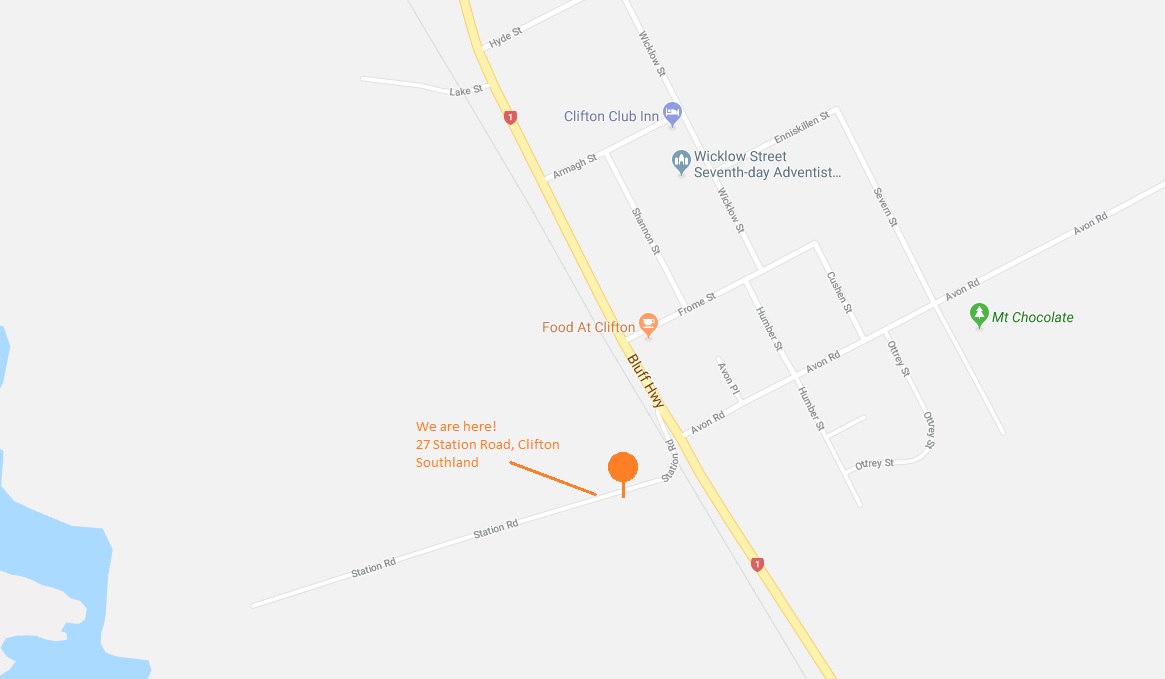 Hyde St
Wicklow St
Lake St
1
Clifton Club Inn
Enniskillen St
Armagh St
Wicklow Street
Seventh-day Adventist...
Wicklow St
Severn St
Shannon St
Avon Rd
Avon Rd
Cushen St
Frome St
Mt Chocolate
Food At Clifton
Humber St
Avon Rd
Ottrey St
Bluff Hwy
Avon Pl
Humber St
Avon Rd
Ottrey St
We are here!
27 Station Road, Clifton
Southland
Station Rd
Ottrey St
Station Rd
Station Rd
1